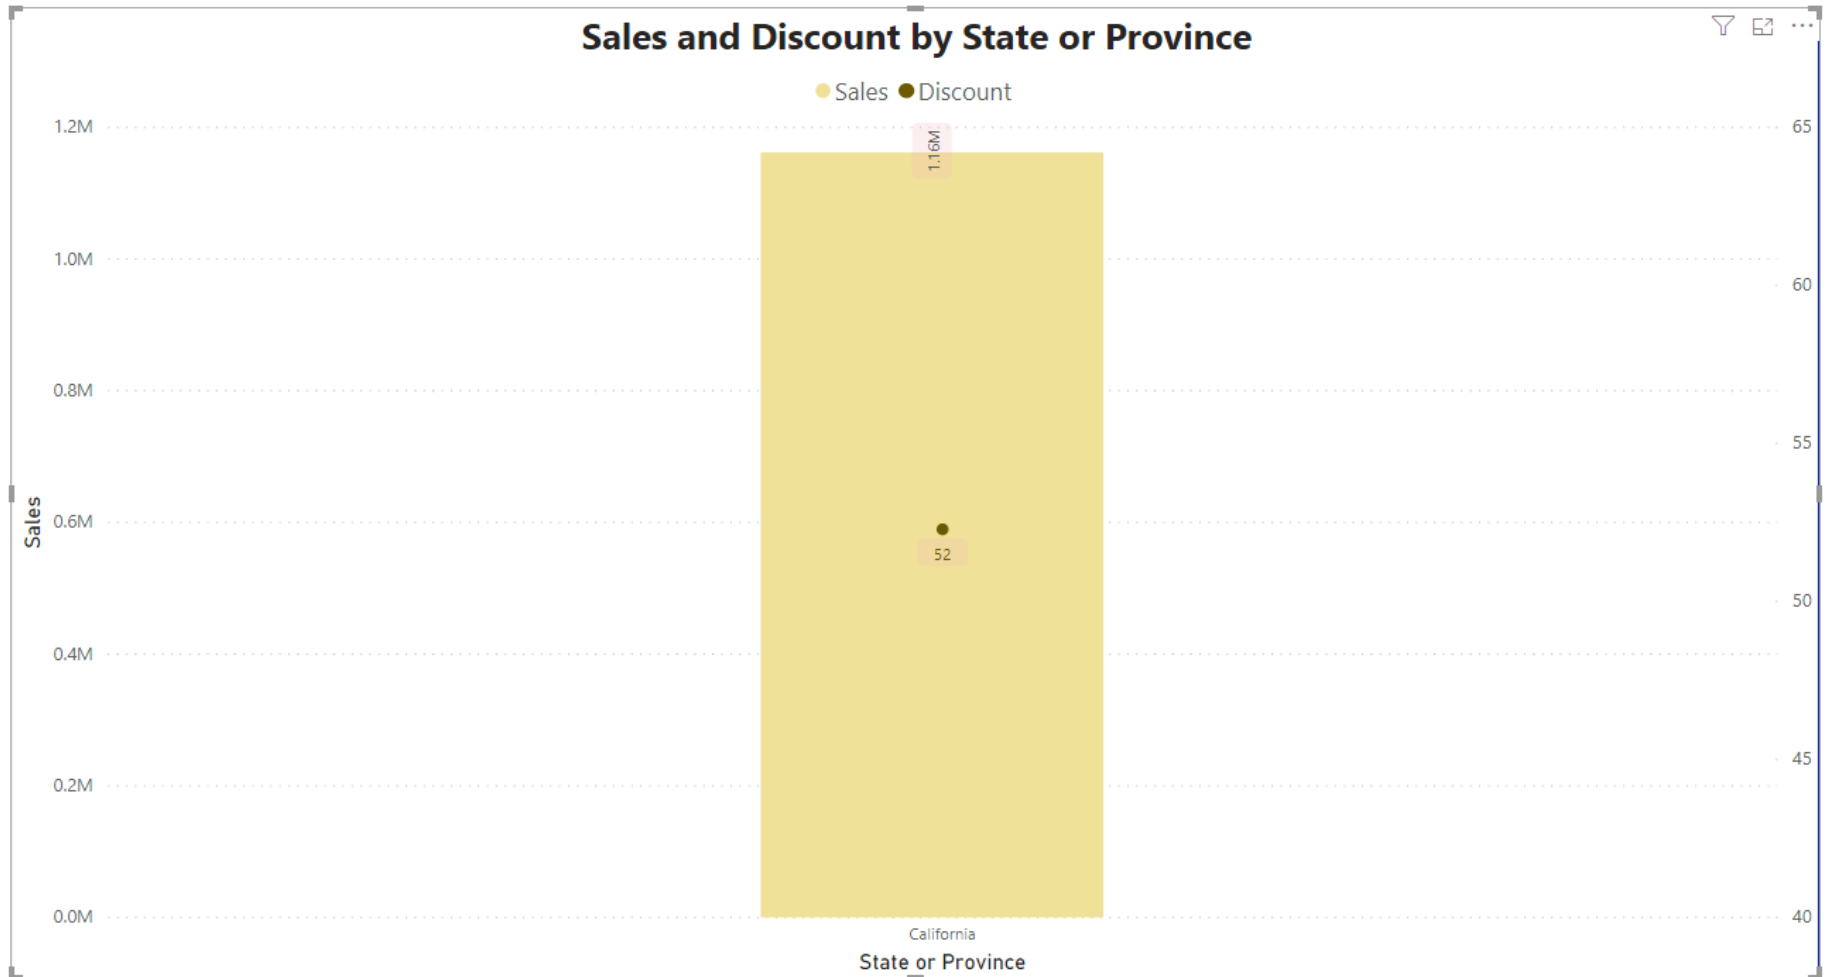 Sales and Discount by State or Province
Sales Discount
1.2M
1.0M
0.8M
0.6M
0.4M
0.2M
0.0M
Sales
1.16M
52
65
60
55
50
45
40
California
State or Province